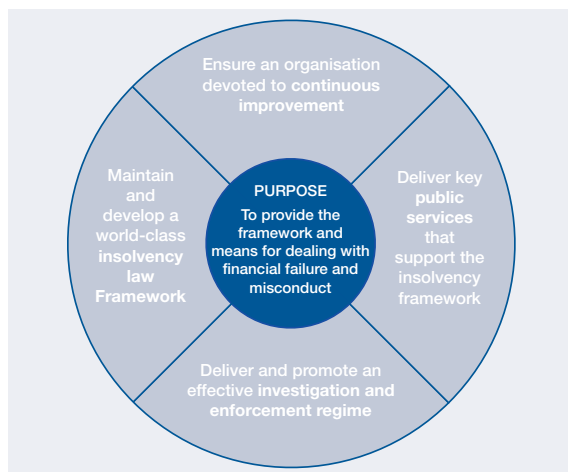 Ensure an organisation
devoted to continuous
improvement
Maintain
and
develop a
world-class
insolvency
law
Framework
PURPOSE
To provide the
framework and
means for dealing with
financial failure and
misconduct
Deliver key
public
services
that
support the
insolvency
framework
Deliver and promote an
effective investigation and
enforcement regime